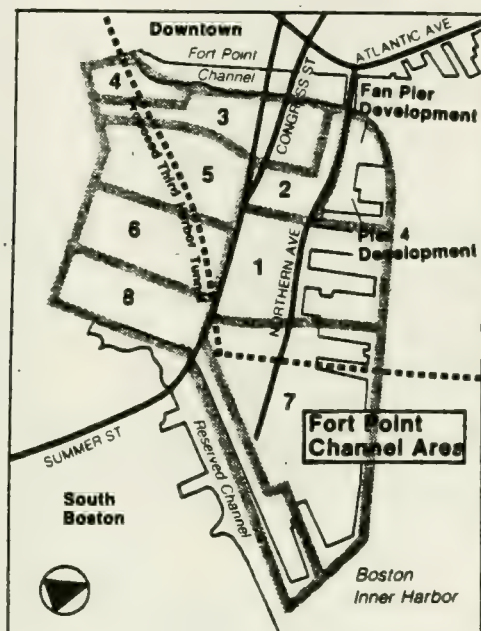 Downtown
Fort Point
Channel
ATLANTIC AVE
CONGRESS ST
Fan Pier
Development
4
3
5
2
Third Harbor Tunnel
6
1
Pier 4
Development
NORTHERN AVE
8
7
Fort Point
Channel Area
SUMMER ST
Reserved Channel
South
Boston
Boston
Inner Harbor